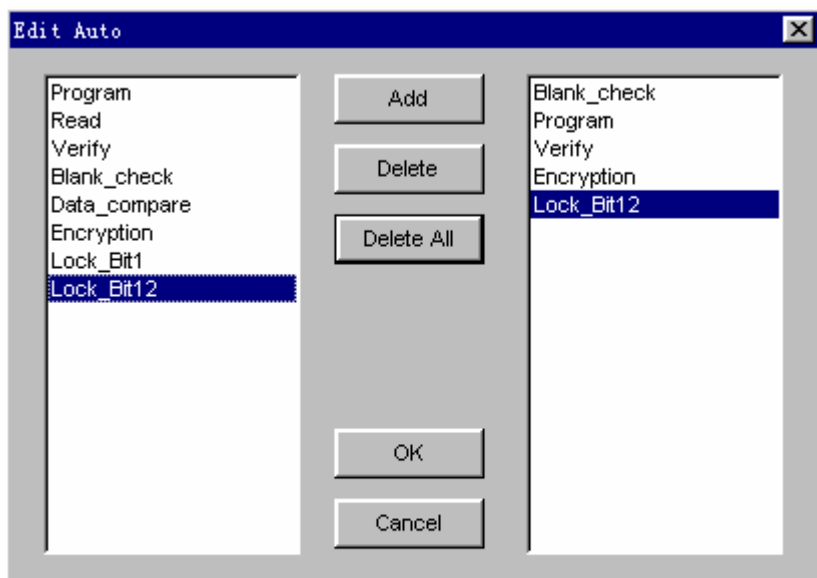 Edit Auto
Program
Read
Verify
Blank_check
Data_compare
Encryption
Lock_Bit1
Lock_Bit12
Add
Delete
Delete All
OK
Cancel
Blank_check
Program
Verify
Encryption
Lock_Bit12